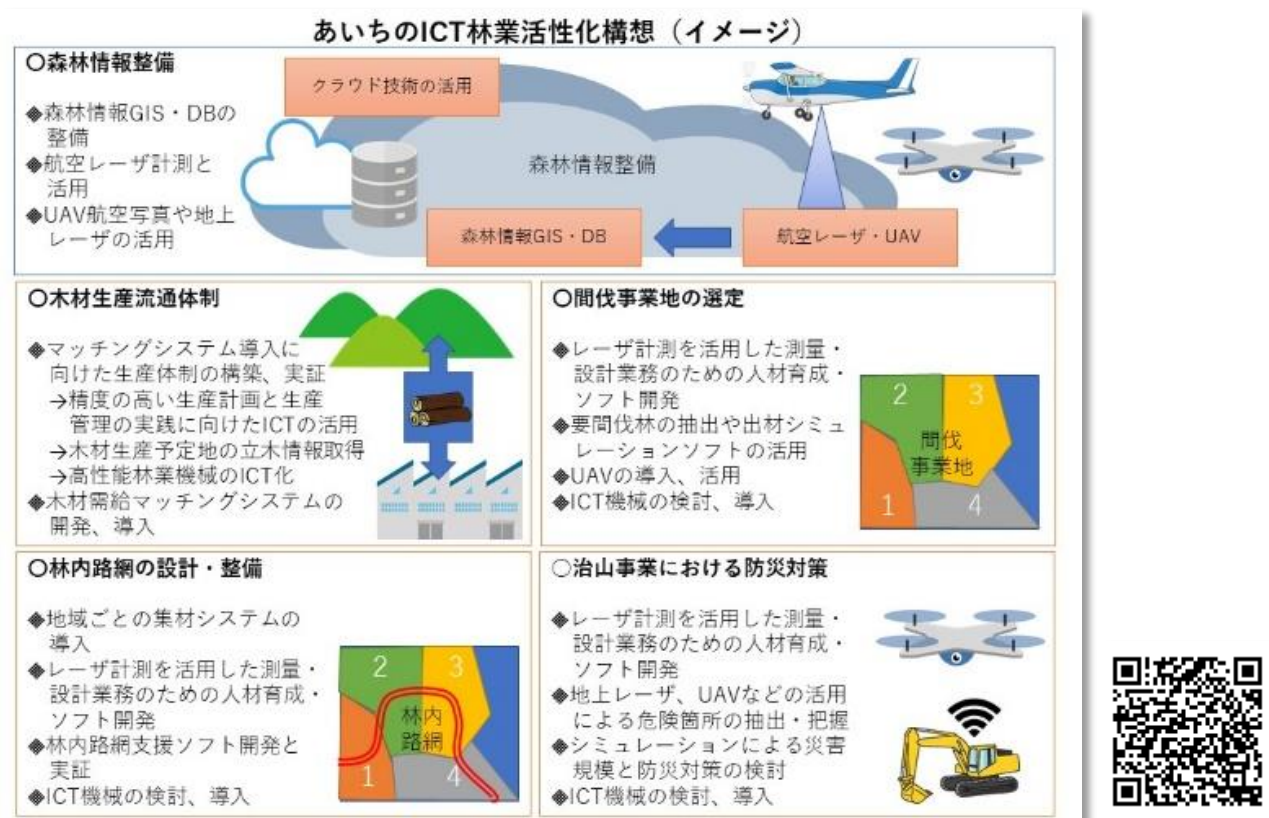 あいちのICT林業活性化構想（イメージ）
○森林情報整備
◆森林情報GIS・DBの
整備
◆航空レーザ計測と
活用
◆UAV航空写真や地上
レーザの活用
クラウド技術の活用
森林情報整備
森林情報GIS・DB
航空レーザ・UAV
○木材生産流通体制
◆マッチングシステム導入に
向けた生産体制の構築、実証
→精度の高い生産計画と生産
管理の実践に向けたICTの活用
→木材生産予定地の立木情報取得
→高性能林業機械のICT化
◆木材需給マッチングシステムの
開発、導入
○間伐事業地の選定
◆レーザ計測を活用した測量・
設計業務のための人材育成・
ソフト開発
◆要間伐林の抽出や出材シミュ
レーションソフトの活用
◆UAVの導入、活用
◆ICT機械の検討、導入
2 3
間伐
事業地
1 4
○林内路網の設計・整備
◆地域ごとの集材システムの
導入
◆レーザ計測を活用した測量・
設計業務のための人材育成・
ソフト開発
◆林内路網支援ソフト開発と
実証
◆ICT機械の検討、導入
2 3
林内
路網
1 4
○治山事業における防災対策
◆レーザ計測を活用した測量・
設計業務のための人材育成・
ソフト開発
◆地上レーザ、UAVなどの活用
による危険箇所の抽出・把握
◆シミュレーションによる災害
規模と防災対策の検討
◆ICT機械の検討、導入